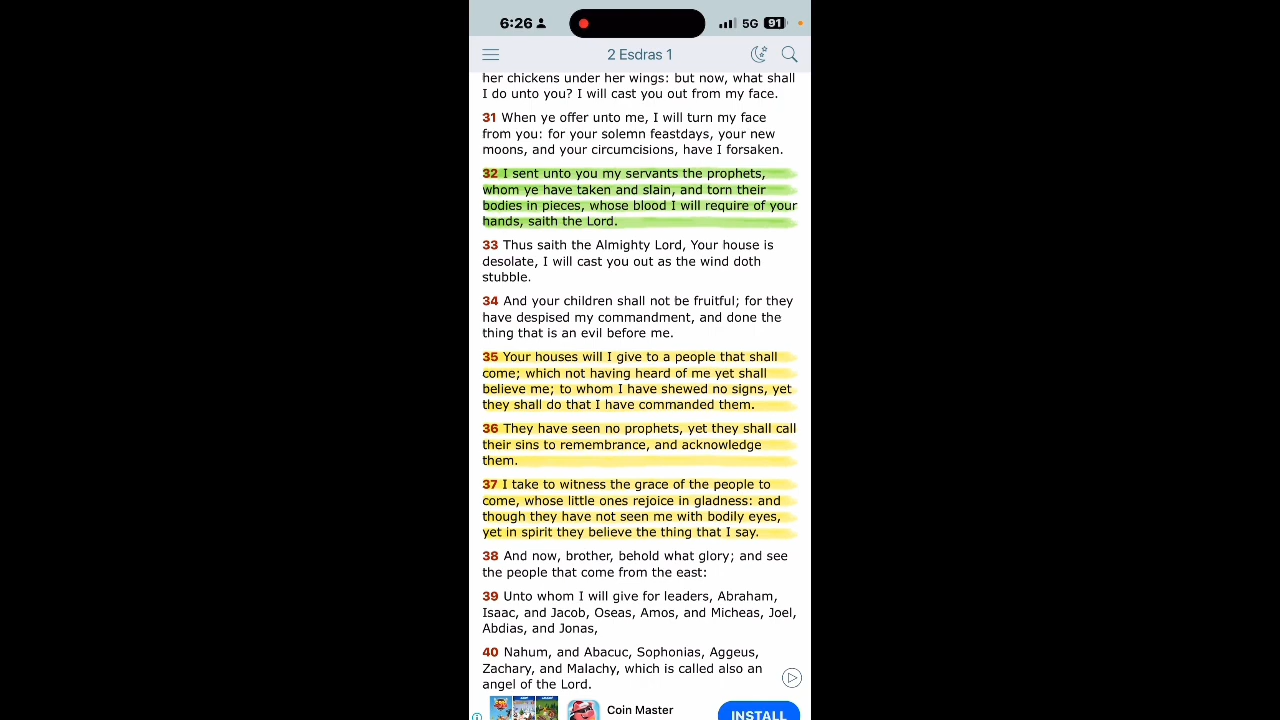 6:26
5G 91
2 Esdras 1
her chickens under her wings: but now, what shall
I do unto you? I will cast you out from my face.
31 When ye offer unto me, I will turn my face
from you: for your solemn feastdays, your new
moons, and your circumcisions, have I forsaken.
32 I sent unto you my servants the prophets,
whom ye have taken and slain, and torn their
bodies in pieces, whose blood I will require of your
hands, saith the Lord.
33 Thus saith the Almighty Lord, Your house is
desolate, I will cast you out as the wind doth
stubble.
34 And your children shall not be fruitful; for they
have despised my commandment, and done the
thing that is an evil before me.
35 Your houses will I give to a people that shall
come; which not having heard of me yet shall
believe me; to whom I have shewed no signs, yet
they shall do that I have commanded them.
36 They have seen no prophets, yet they shall call
their sins to remembrance, and acknowledge
them.
37 I take to witness the grace of the people to
come, whose little ones rejoice in gladness: and
though they have not seen me with bodily eyes,
yet in spirit they believe the thing that I say.
38 And now, brother, behold what glory; and see
the people that come from the east:
39 Unto whom I will give for leaders, Abraham,
Isaac, and Jacob, Oseas, Amos, and Micheas, Joel,
Abdias, and Jonas,
40 Nahum, and Abacuc, Sophonias, Aggeus,
Zachary, and Malachy, which is called also an
angel of the Lord.
Coin Master
INSTALL